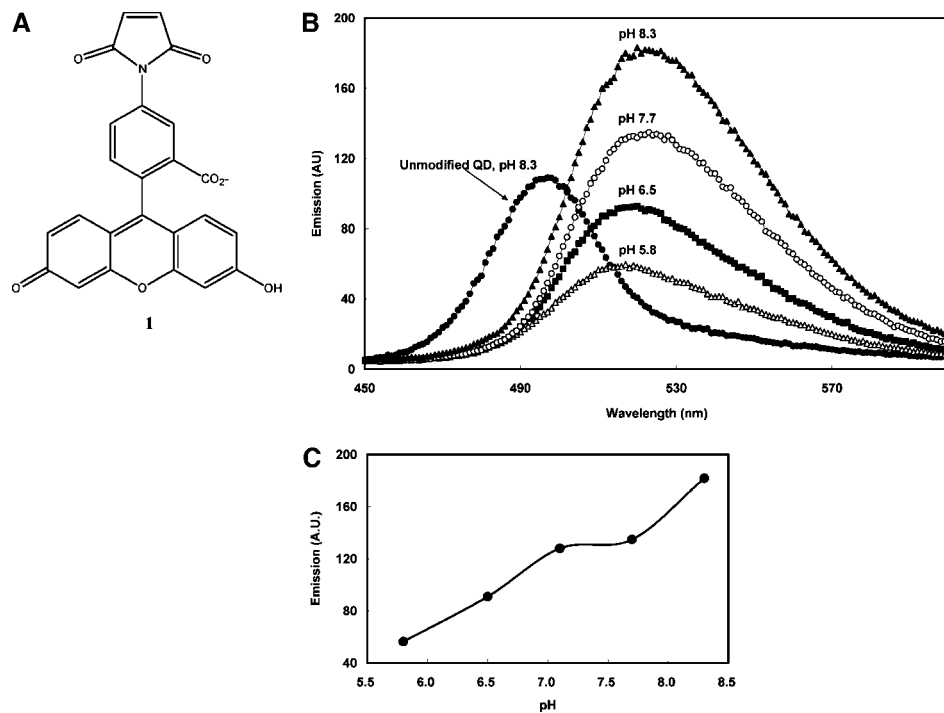 A
O
O
N
CO₂⁻
O
O
OH
1
B
200
160
120
80
40
0
Emission (AU)
pH 8.3
pH 7.7
Unmodified QD, pH 8.3
pH 6.5
pH 5.8
450
490
530
570
Wavelength (nm)
C
200
160
120
80
40
Emission (A.U.)
5.5
6.0
6.5
7.0
7.5
8.0
8.5
pH